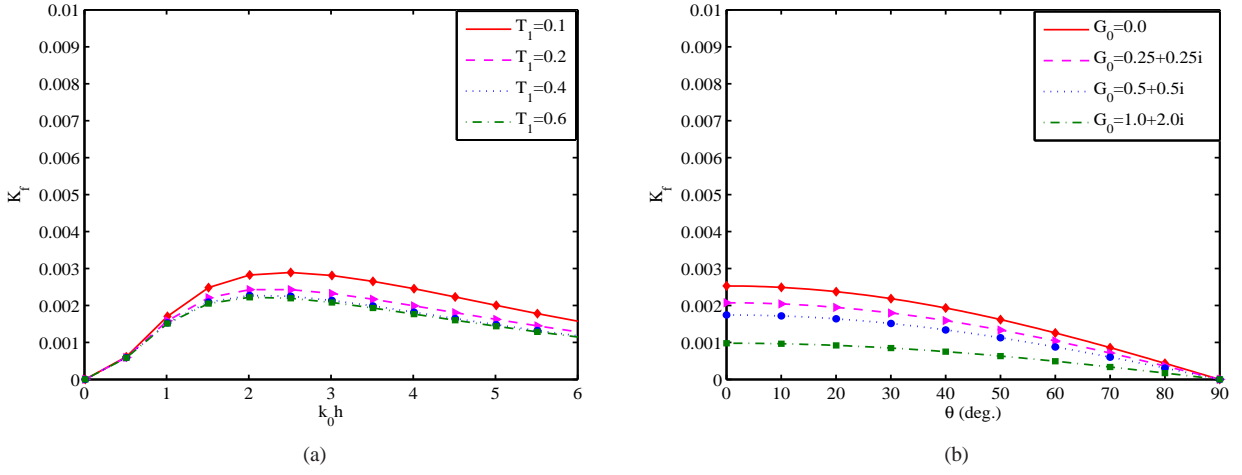 0.01
0.009
0.008
0.007
0.006
0.005
0.004
0.003
0.002
0.001
0
K_f
0 1 2 3 4 5 6
k_0h
T_1=0.1
T_1=0.2
T_1=0.4
T_1=0.6
(a)
0.01
0.009
0.008
0.007
0.006
0.005
0.004
0.003
0.002
0.001
0
K_f
0 10 20 30 40 50 60 70 80 90
θ (deg.)
G_0=0.0
G_0=0.25+0.25i
G_0=0.5+0.5i
G_0=1.0+2.0i
(b)